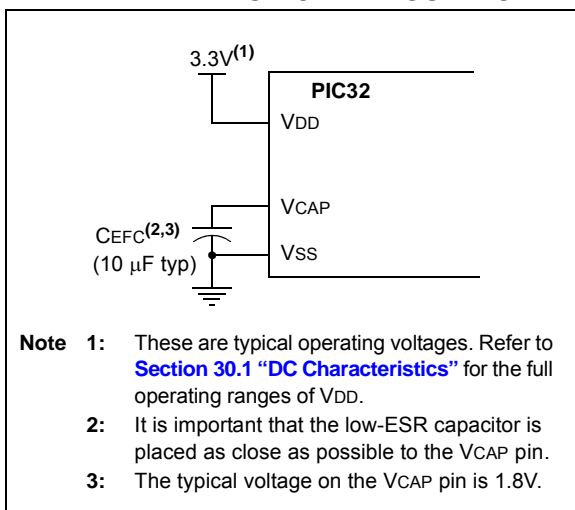 3.3V(1)
PIC32
VDD
VCAP
CEFC(2,3)
(10 μF typ)
VSS
Note 1: These are typical operating voltages. Refer to
Section 30.1 “DC Characteristics” for the full
operating ranges of VDD.
2: It is important that the low-ESR capacitor is
placed as close as possible to the VCAP pin.
3: The typical voltage on the VCAP pin is 1.8V.